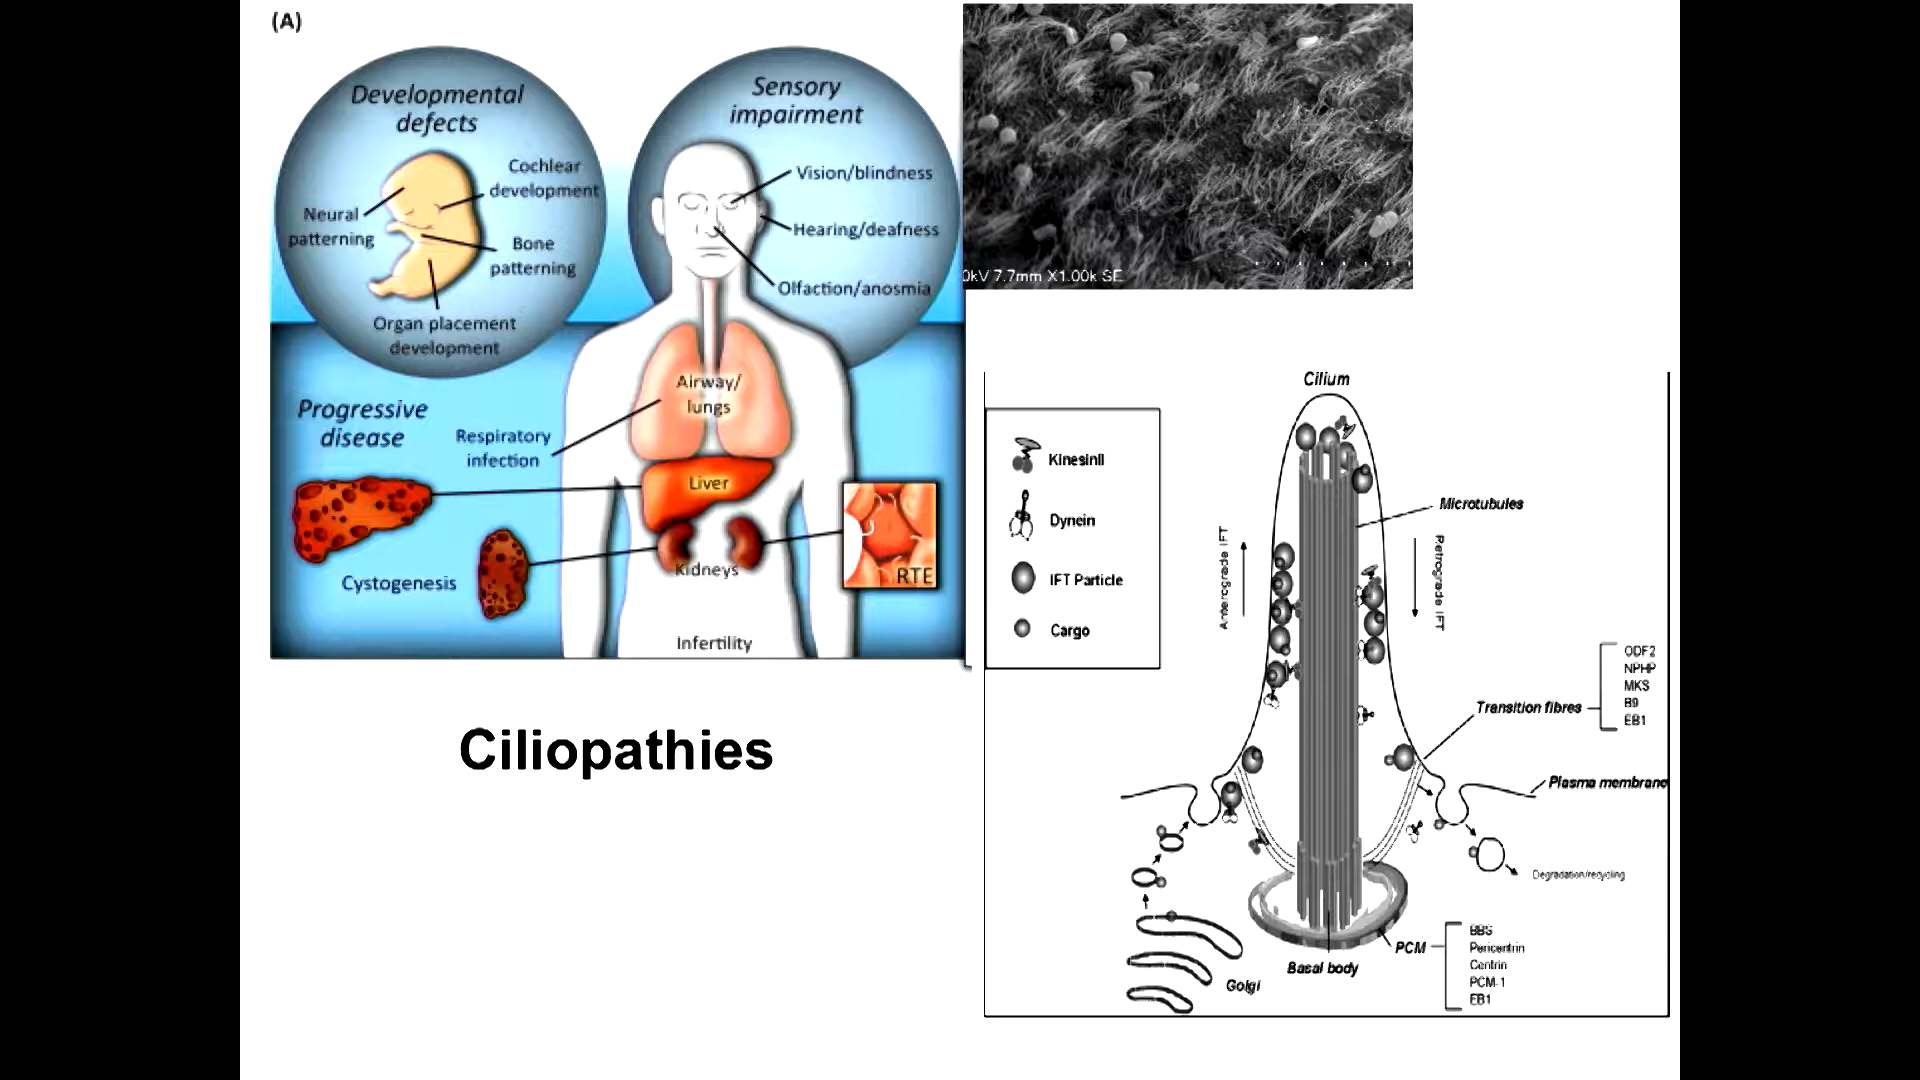 (A)
Developmental
defects
Cochlear
development
Neural
patterning
Bone
patterning
Organ placement
development
Sensory
impairment
Vision/blindness
Hearing/deafness
Olfaction/anosmia
Progressive
disease
Respiratory
infection
Airway/
lungs
Liver
Kidneys
RTE
Cystogenesis
Infertility
Ciliopathies
0kV 7.7mm X1.00k SE
Cilium
KinesinII
Dynein
IFT Particle
Cargo
Microtubules
Anterograde IFT
Retrograde IFT
Transition fibres
ODF2
NPHP
MKS
B9
EB1
Plasma membrane
Degradation/recycling
PCM
BBS
Pericentrin
Centrin
PCM-1
EB1
Basal body
Golgi